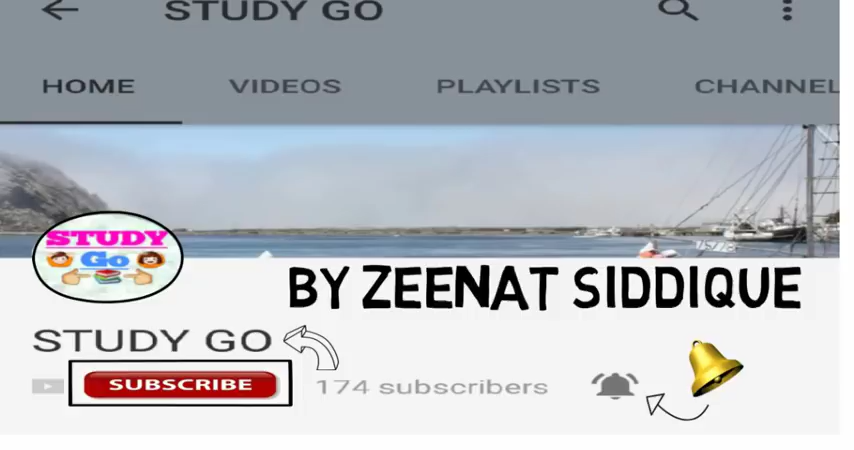 STUDY GO
HOME VIDEOS PLAYLISTS CHANNEL
STUDY
Go
BY ZEENAT SIDDIQUE
STUDY GO
SUBSCRIBE 174 subscribers